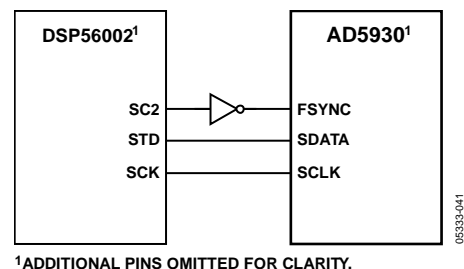 DSP56002¹
AD5930¹
SC2
FSYNC
STD
SDATA
SCK
SCLK
05333-041
¹ADDITIONAL PINS OMITTED FOR CLARITY.